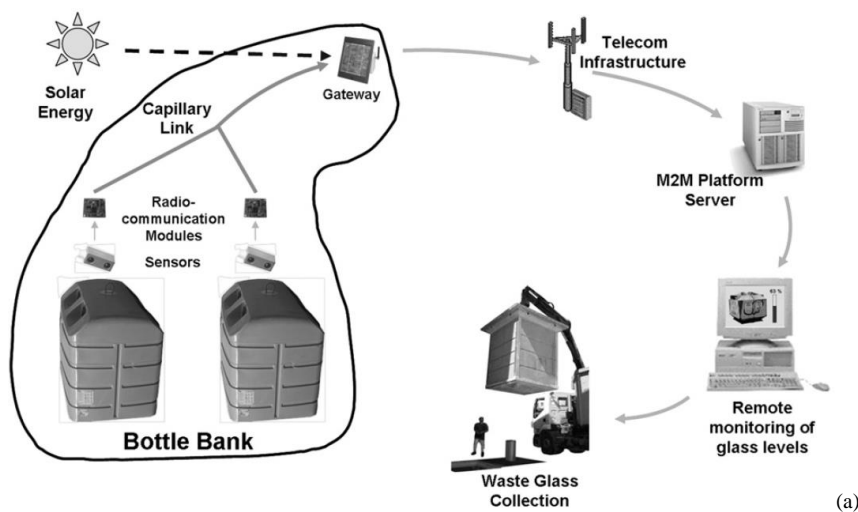 Solar
Energy
Capillary
Link
Gateway
Telecom
Infrastructure
M2M Platform
Server
Radio-
communication
Modules
Sensors
Bottle Bank
83 %
Remote
monitoring of
glass levels
Waste Glass
Collection
(a)